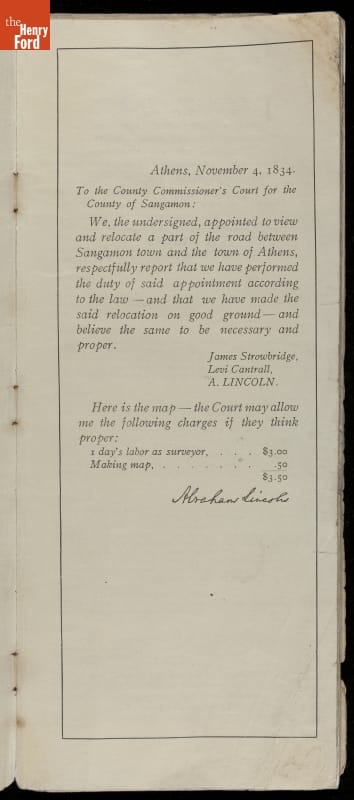 the
Henry
Ford
Athens, November 4, 1834.
To the County Commissioner's Court for the
County of Sangamon:
We, the undersigned, appointed to view
and relocate a part of the road between
Sangamon town and the town of Athens,
respectfully report that we have performed
the duty of said appointment according
to the law — and that we have made the
said relocation on good ground — and
believe the same to be necessary and
proper.
James Strowbridge,
Levi Cantrall,
A. LINCOLN.
Here is the map — the Court may allow
me the following charges if they think
proper:
1 day's labor as surveyor, . . . $3.00
Making map, . . . . . . . .50
$3.50
Abraham Lincoln